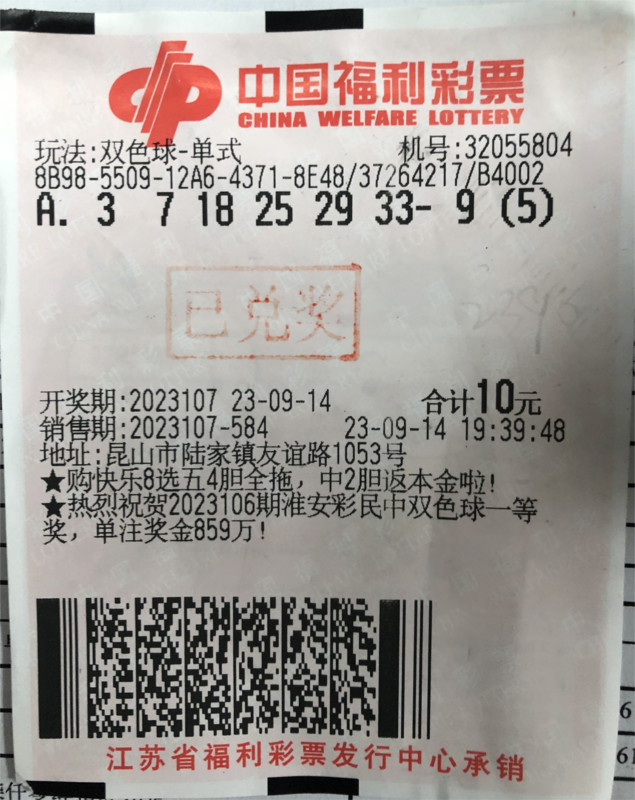 中国福利彩票
CHINA WELFARE LOTTERY
玩法:双色球-单式 机号:32055804
8B98-5509-12A6-4371-8E48/37264217/B4002
A. 3 7 18 25 29 33- 9 (5)
已兑奖
开奖期:2023107 23-09-14 合计10元
销售期:2023107-584 23-09-14 19:39:48
地址:昆山市陆家镇友谊路1053号
★购快乐8选五4胆全拖, 中2胆返本金啦!
★热烈祝贺2023106期淮安彩民中双色球一等
奖, 单注奖金859万!
江苏省福利彩票发行中心承销